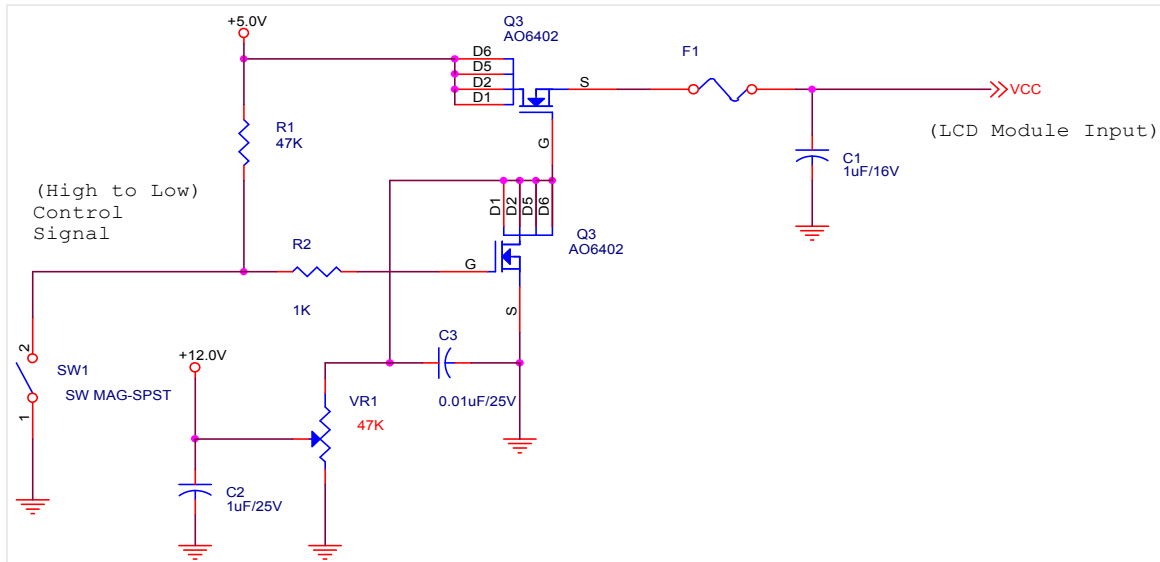 +5.0V
Q3
AO6402
D6
D5
D2
D1
S
G
F1
VCC
(LCD Module Input)
R1
47K
C1
1uF/16V
(High to Low)
Control
Signal
D1
D2
D5
D6
Q3
AO6402
R2
1K
G
S
2
1
SW1
SW MAG-SPST
+12.0V
C3
0.01uF/25V
VR1
47K
C2
1uF/25V